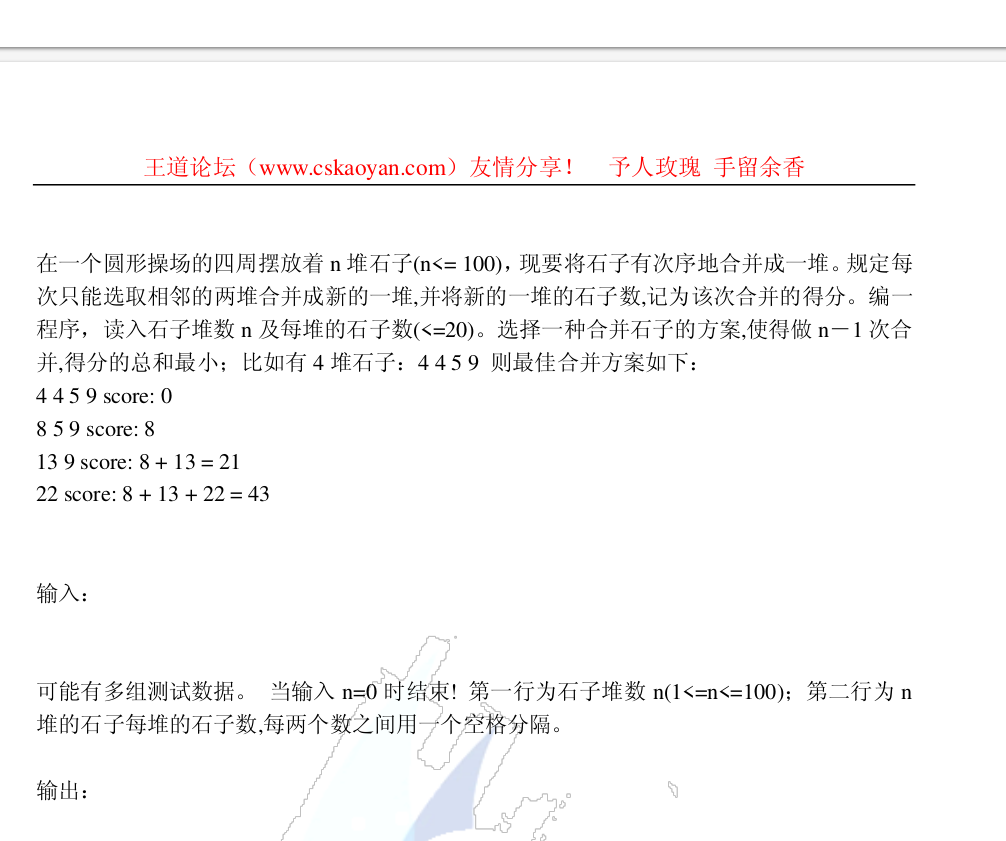 王道论坛（www.cskaoyan.com）友情分享！ 予人玫瑰 手留余香
在一个圆形操场的四周摆放着 n 堆石子(n<= 100)，现要将石子有次序地合并成一堆。规定每
次只能选取相邻的两堆合并成新的一堆,并将新的一堆的石子数,记为该次合并的得分。编一
程序，读入石子堆数 n 及每堆的石子数(<=20)。选择一种合并石子的方案,使得做 n－1 次合
并,得分的总和最小；比如有 4 堆石子：4 4 5 9 则最佳合并方案如下：
4 4 5 9 score: 0
8 5 9 score: 8
13 9 score: 8 + 13 = 21
22 score: 8 + 13 + 22 = 43
输入：
可能有多组测试数据。 当输入 n=0 时结束! 第一行为石子堆数 n(1<=n<=100)；第二行为 n
堆的石子每堆的石子数,每两个数之间用一个空格分隔。
输出：